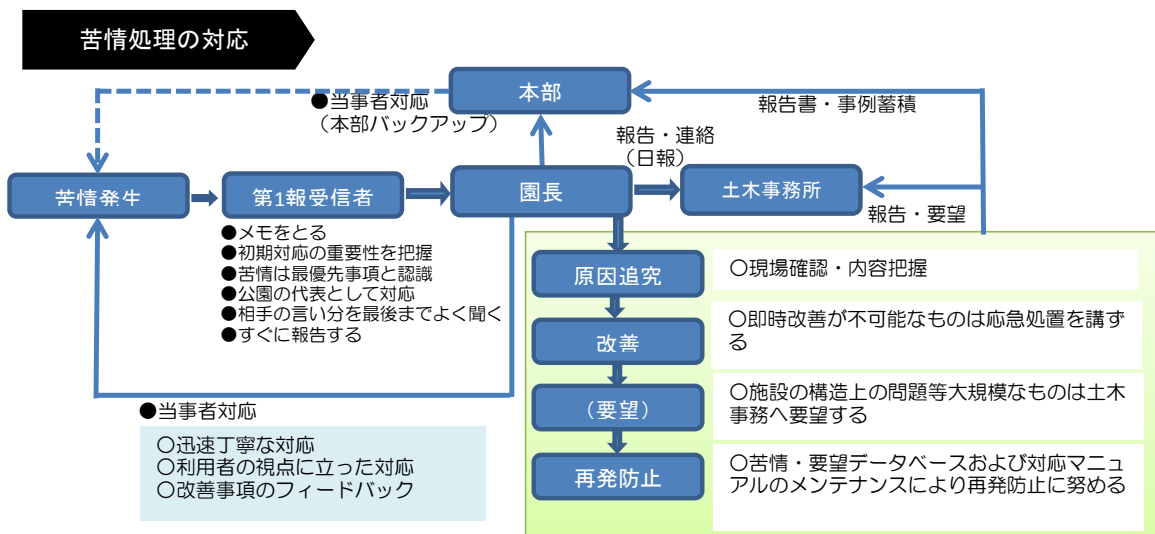 苦情処理の対応
本部
●当事者対応
（本部バックアップ）
報告書・事例蓄積
報告・連絡
（日報）
苦情発生
第1報受信者
園長
土木事務所
報告・要望
●メモをとる
●初期対応の重要性を把握
●苦情は最優先事項と認識
●公園の代表として対応
●相手の言い分を最後までよく聞く
●すぐに報告する
原因追究
〇現場確認・内容把握
改善
〇即時改善が不可能なものは応急処置を講ず
る
（要望）
〇施設の構造上の問題等大規模なものは土木
事務へ要望する
再発防止
〇苦情・要望データベースおよび対応マニュ
アルのメンテナンスにより再発防止に努める
●当事者対応
〇迅速丁寧な対応
〇利用者の視点に立った対応
〇改善事項のフィードバック